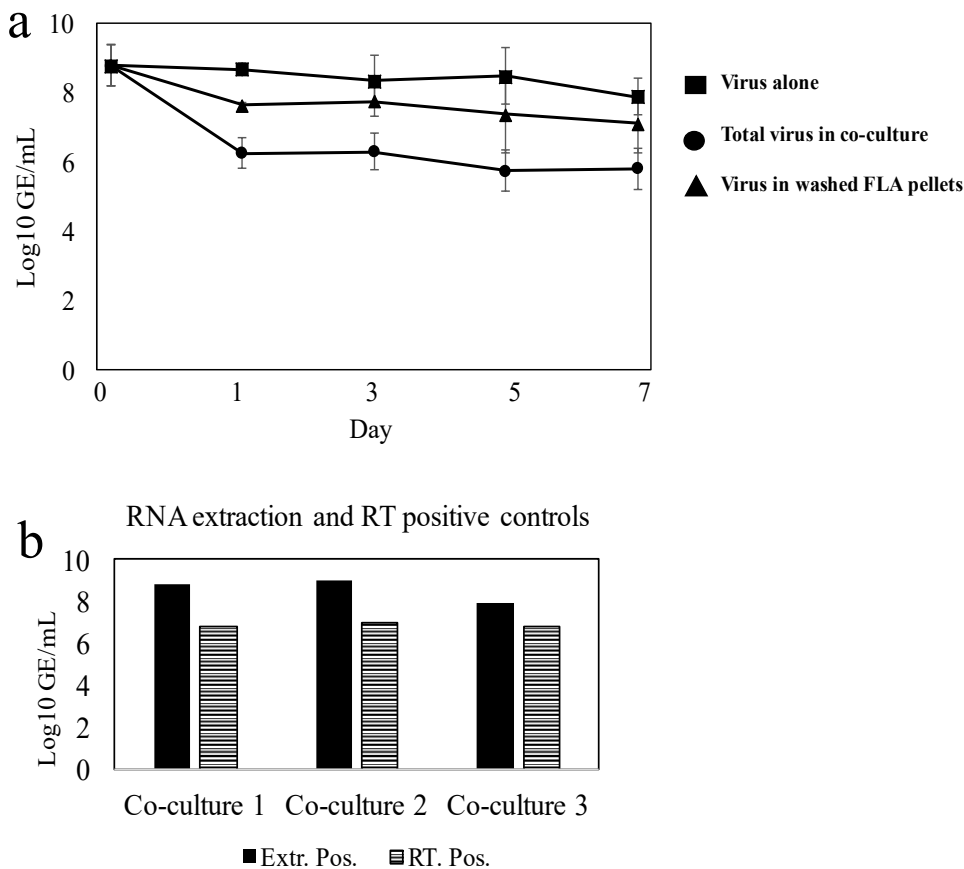 a
10
8
6
4
2
0
Log10 GE/mL
0 1 3 5 7
Day
Virus alone
Total virus in co-culture
Virus in washed FLA pellets
b
RNA extraction and RT positive controls
10
8
6
4
2
0
Log10 GE/mL
Co-culture 1 Co-culture 2 Co-culture 3
Extr. Pos. RT. Pos.